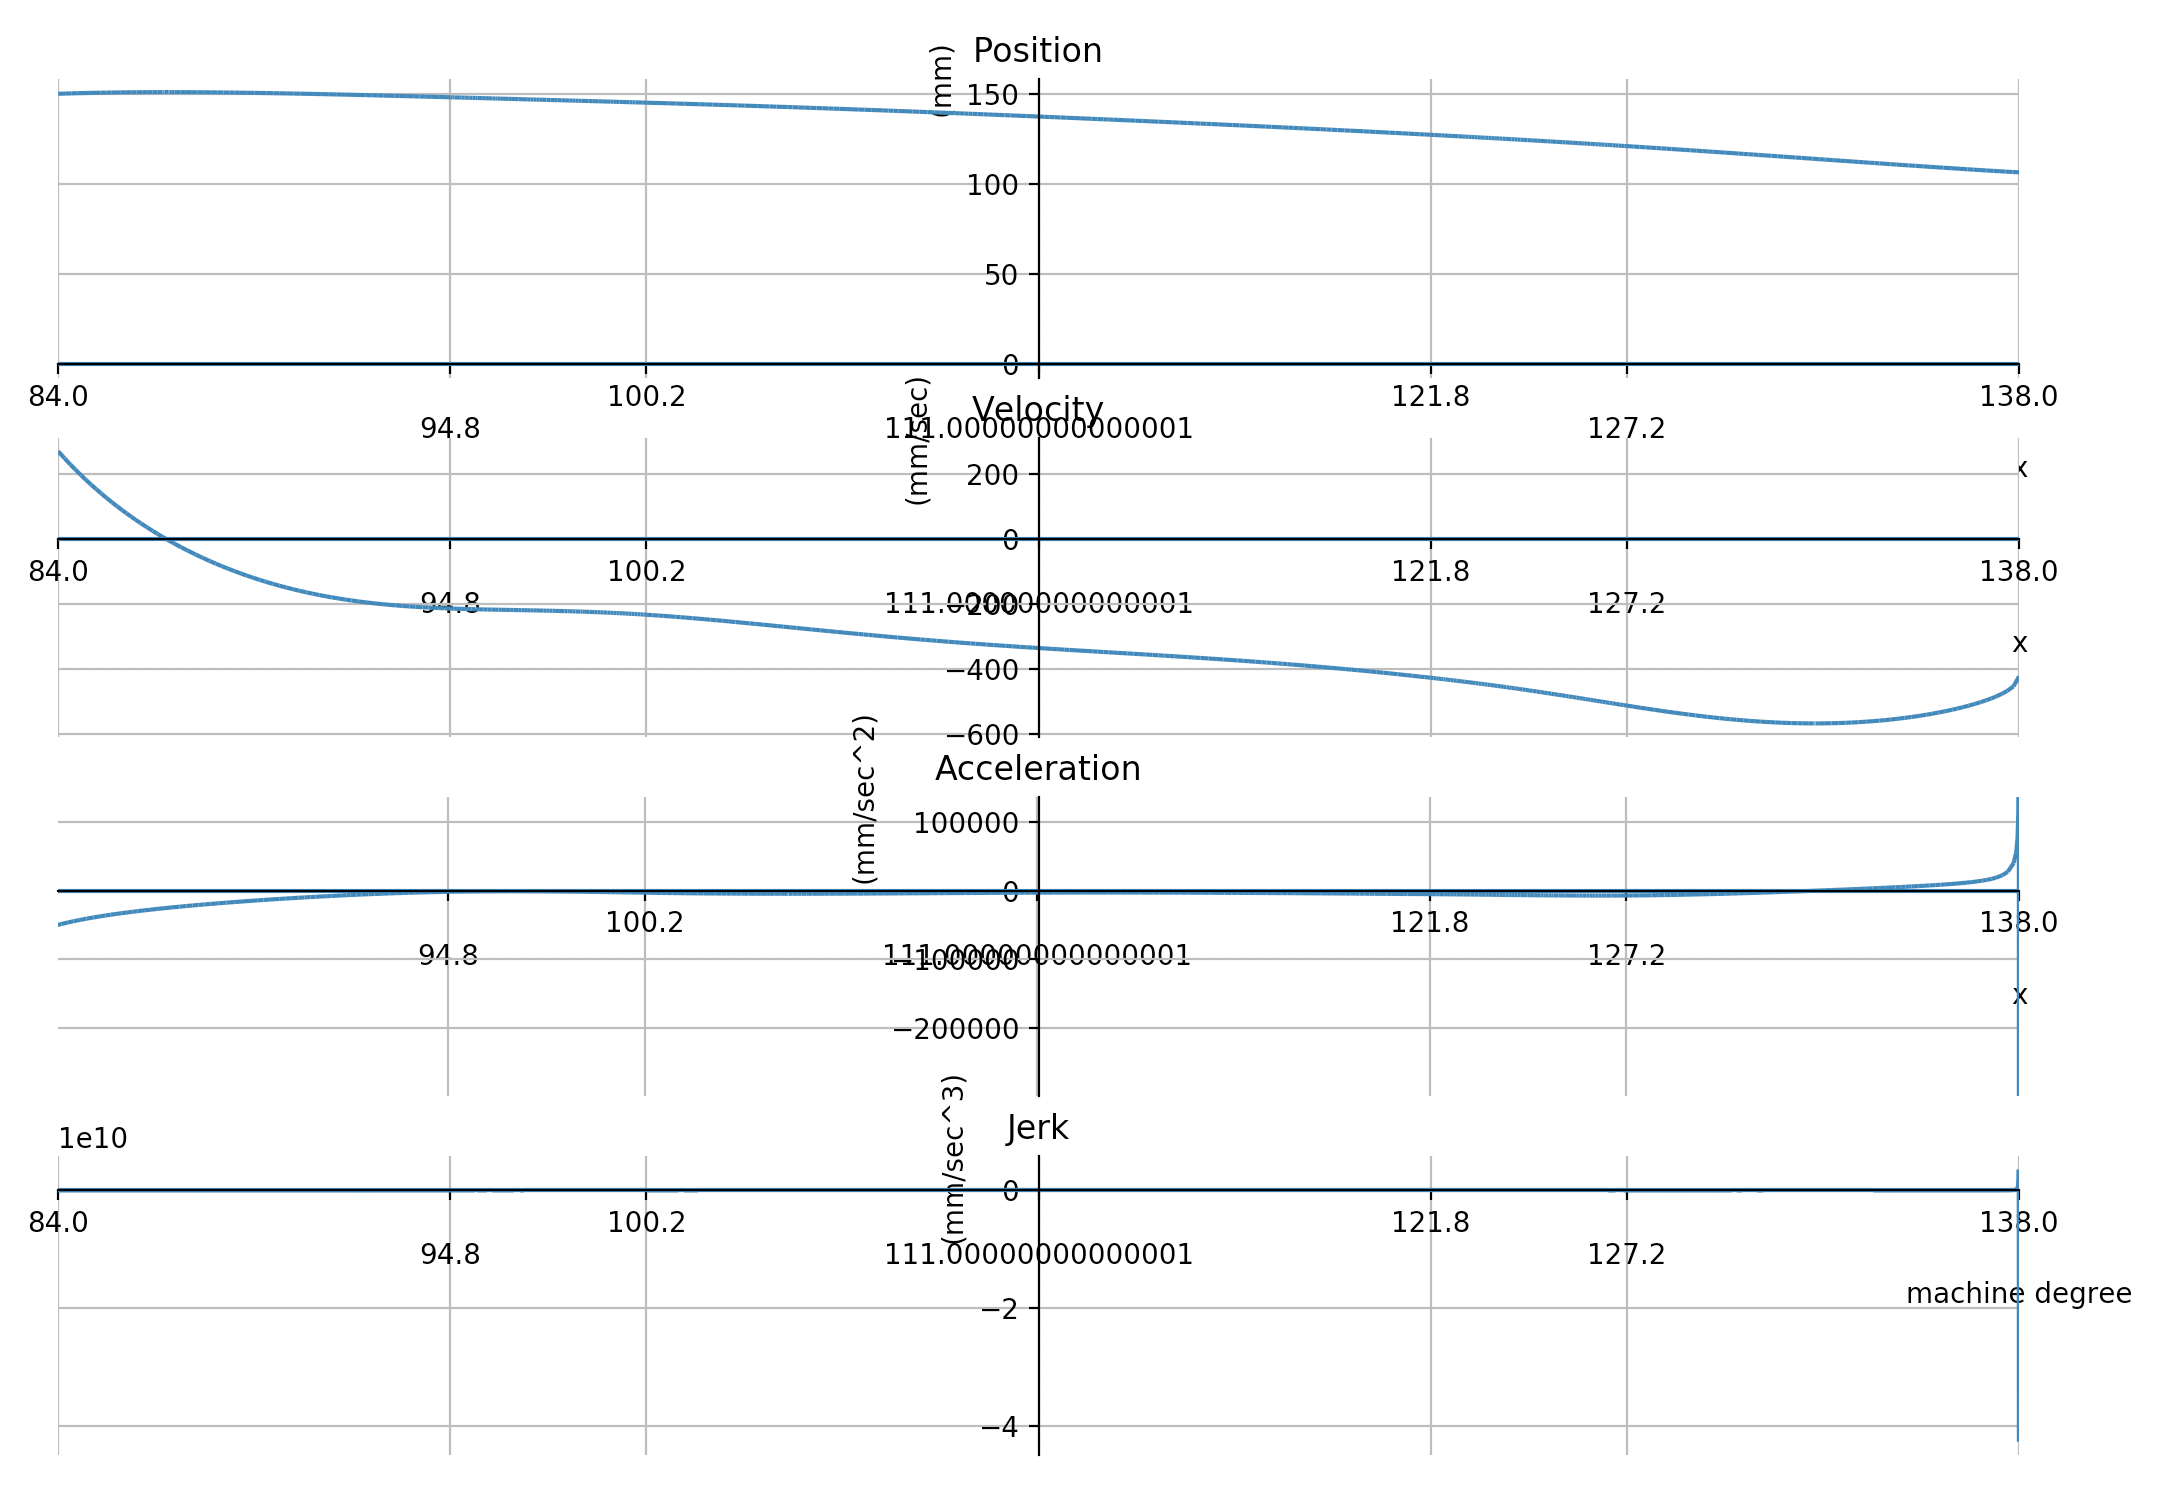 Position
(mm)
150
100
50
0
84.0 100.2 121.8 138.0
94.8 111.00000000000001 127.2
x
Velocity
(mm/sec)
200
0
84.0 100.2 121.8 138.0
94.8 111.00000000000001 127.2
−200
x
−400
−600
Acceleration
(mm/sec^2)
100000
0
84.0 100.2 121.8 138.0
94.8 111.00000000000001 127.2
−100000
x
−200000
Jerk
(mm/sec^3)
1e10
0
84.0 100.2 121.8 138.0
94.8 111.00000000000001 127.2
machine degree
−2
−4